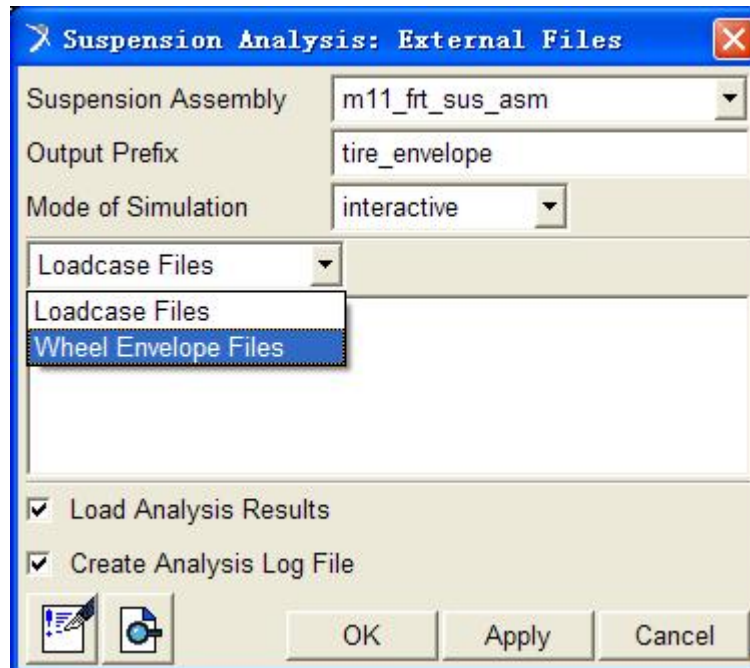 Suspension Analysis: External Files
Suspension Assembly m11_frt_sus_asm
Output Prefix tire_envelope
Mode of Simulation interactive
Loadcase Files
Loadcase Files
Wheel Envelope Files
Load Analysis Results
Create Analysis Log File
OK Apply Cancel